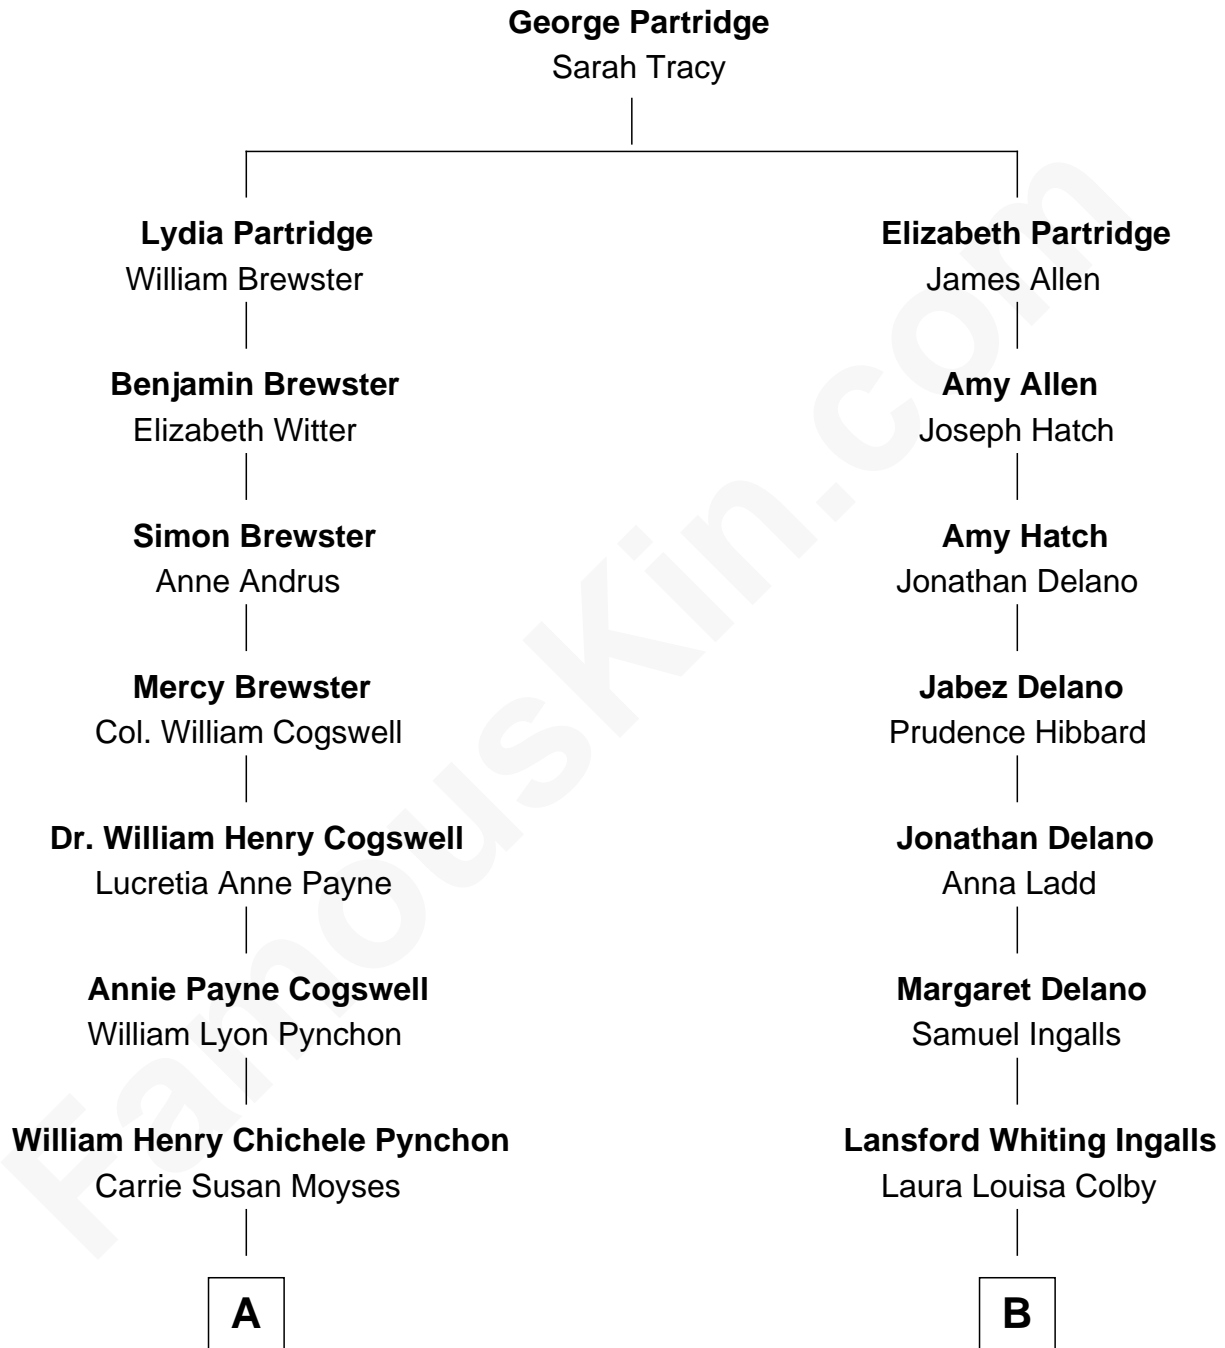 George Partridge
Sarah Tracy
Lydia Partridge
William Brewster
Elizabeth Partridge
James Allen
Benjamin Brewster
Elizabeth Witter
Amy Allen
Joseph Hatch
Simon Brewster
Anne Andrus
Amy Hatch
Jonathan Delano
Mercy Brewster
Col. William Cogswell
Jabez Delano
Prudence Hibbard
Dr. William Henry Cogswell
Lucretia Anne Payne
Jonathan Delano
Anna Ladd
Annie Payne Cogswell
William Lyon Pynchon
Margaret Delano
Samuel Ingalls
William Henry Chichele Pynchon
Carrie Susan Moyses
Lansford Whiting Ingalls
Laura Louisa Colby
A
B
FamousKin.com